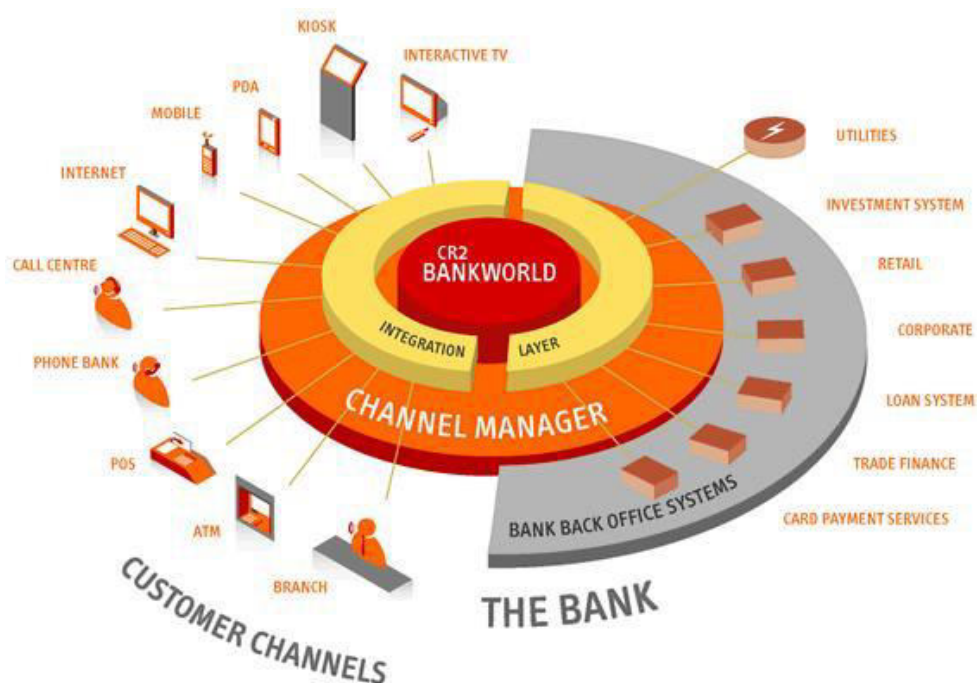 KIOSK
INTERACTIVE TV
PDA
MOBILE
INTERNET
CALL CENTRE
PHONE BANK
POS
ATM
BRANCH
CUSTOMER CHANNELS
CR2
BANKWORLD
INTEGRATION LAYER
CHANNEL MANAGER
UTILITIES
INVESTMENT SYSTEM
RETAIL
CORPORATE
LOAN SYSTEM
TRADE FINANCE
CARD PAYMENT SERVICES
BANK BACK OFFICE SYSTEMS
THE BANK